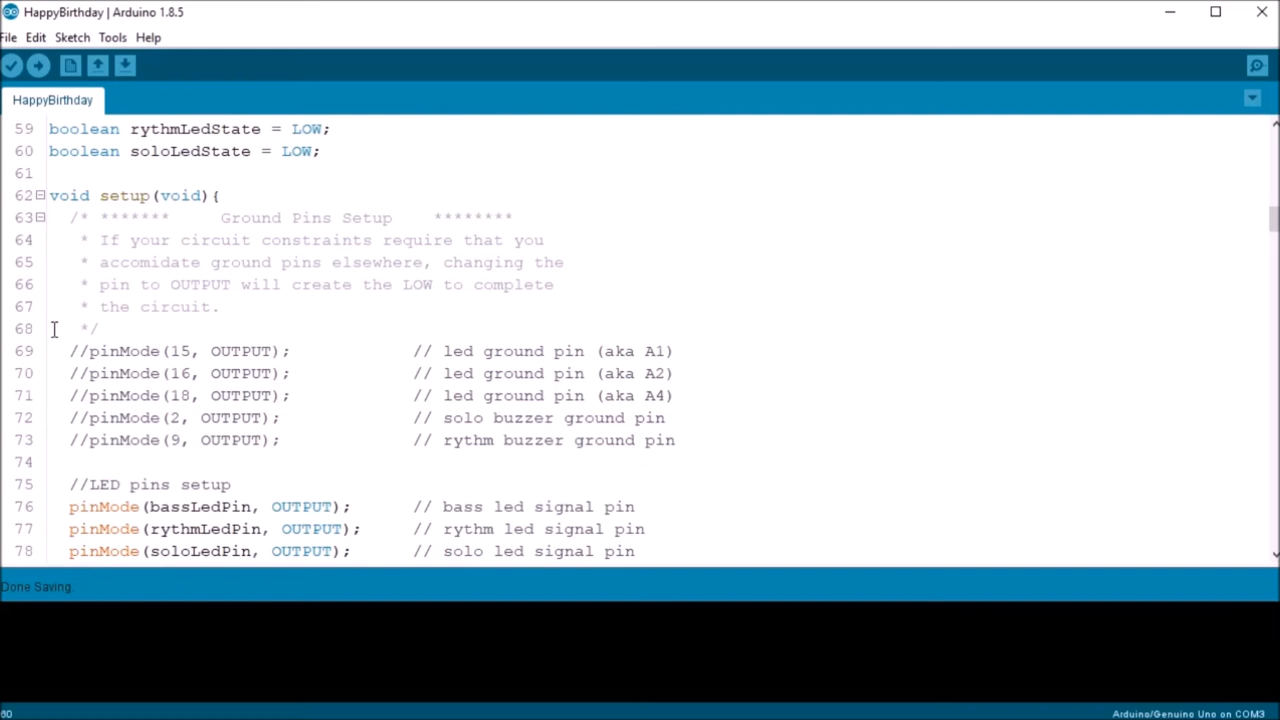 HappyBirthday | Arduino 1.8.5
File Edit Sketch Tools Help
HappyBirthday
59 boolean rythmLedState = LOW;
60 boolean soloLedState = LOW;
61
62 void setup(void){
63 /* ******* Ground Pins Setup ********
64 * If your circuit constraints require that you
65 * accomidate ground pins elsewhere, changing the
66 * pin to OUTPUT will create the LOW to complete
67 * the circuit.
68 */
69 //pinMode(15, OUTPUT); // led ground pin (aka A1)
70 //pinMode(16, OUTPUT); // led ground pin (aka A2)
71 //pinMode(18, OUTPUT); // led ground pin (aka A4)
72 //pinMode(2, OUTPUT); // solo buzzer ground pin
73 //pinMode(9, OUTPUT); // rythm buzzer ground pin
74
75 //LED pins setup
76 pinMode(bassLedPin, OUTPUT); // bass led signal pin
77 pinMode(rythmLedPin, OUTPUT); // rythm led signal pin
78 pinMode(soloLedPin, OUTPUT); // solo led signal pin
Done Saving.
60 Arduino/Genuino Uno on COM3